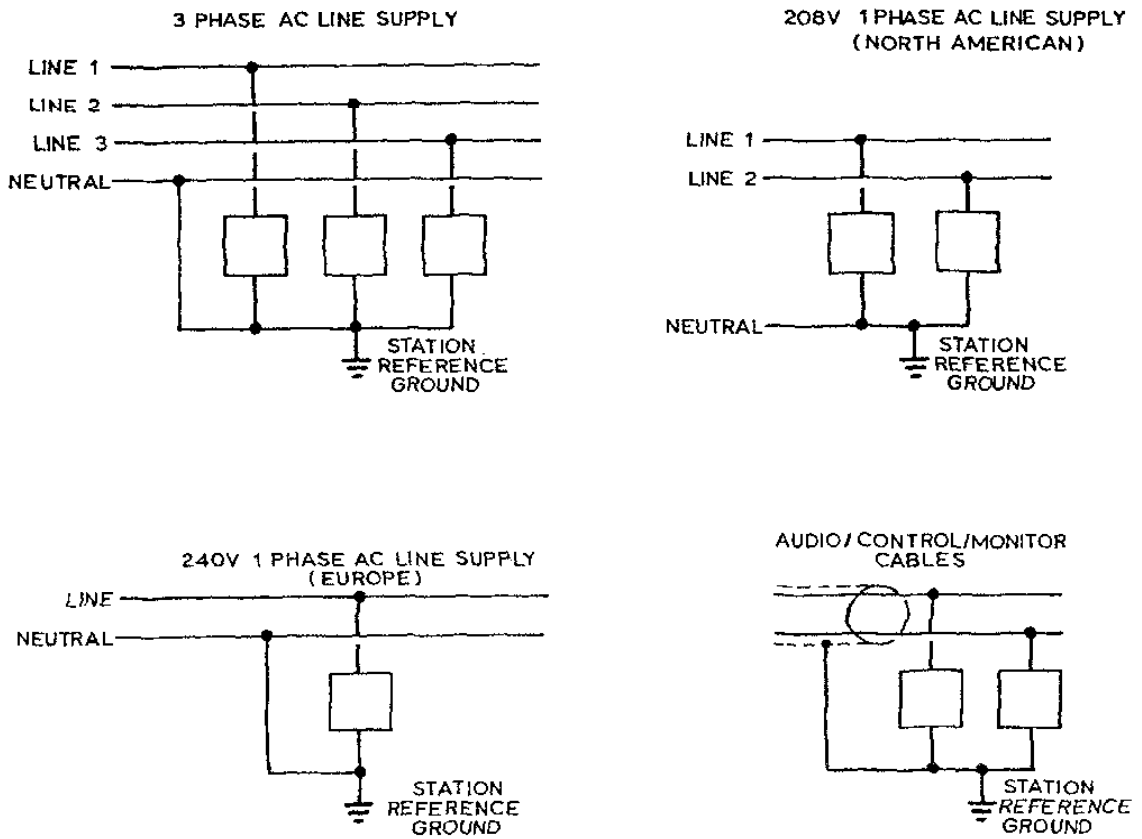 3 PHASE AC LINE SUPPLY
LINE 1
LINE 2
LINE 3
NEUTRAL
STATION
REFERENCE
GROUND
208V 1 PHASE AC LINE SUPPLY
(NORTH AMERICAN)
LINE 1
LINE 2
NEUTRAL
STATION
REFERENCE
GROUND
240V 1 PHASE AC LINE SUPPLY
(EUROPE)
LINE
NEUTRAL
STATION
REFERENCE
GROUND
AUDIO/CONTROL/MONITOR
CABLES
STATION
REFERENCE
GROUND